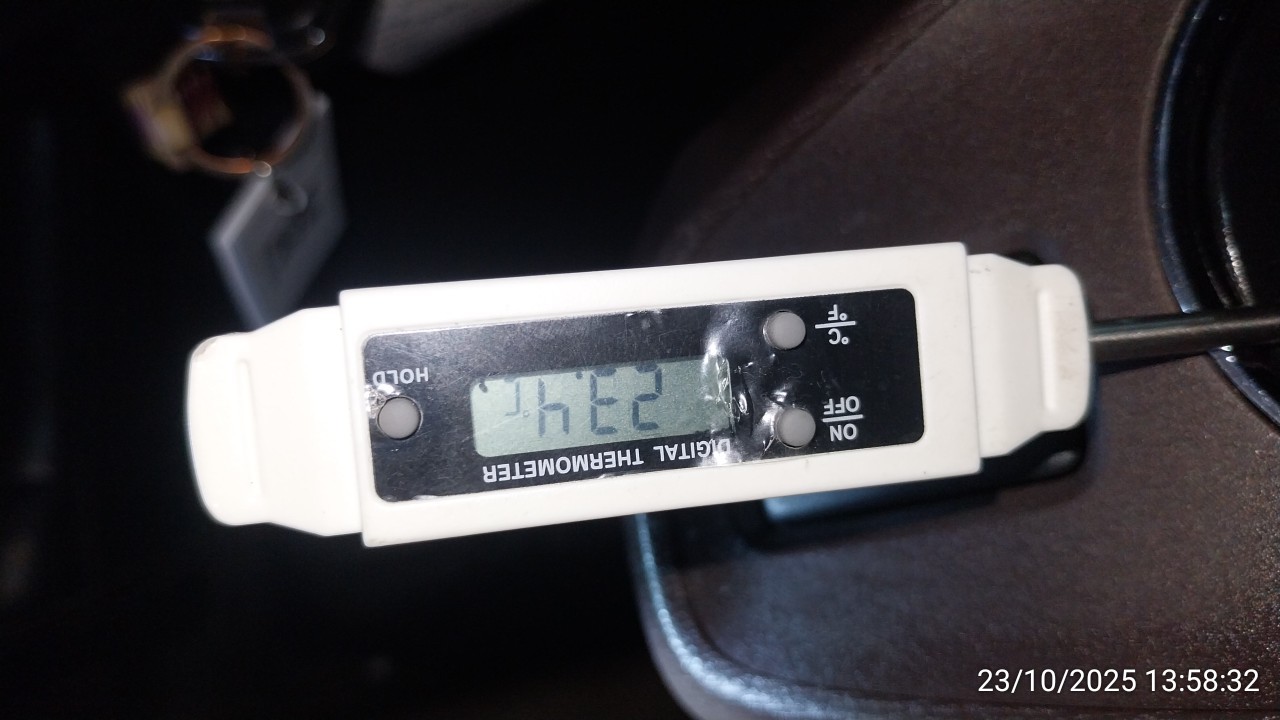 DIGITAL THERMOMETER
ON
OFF
23.4 °C
HOLD
°C
°F
23/10/2025 13:58:32